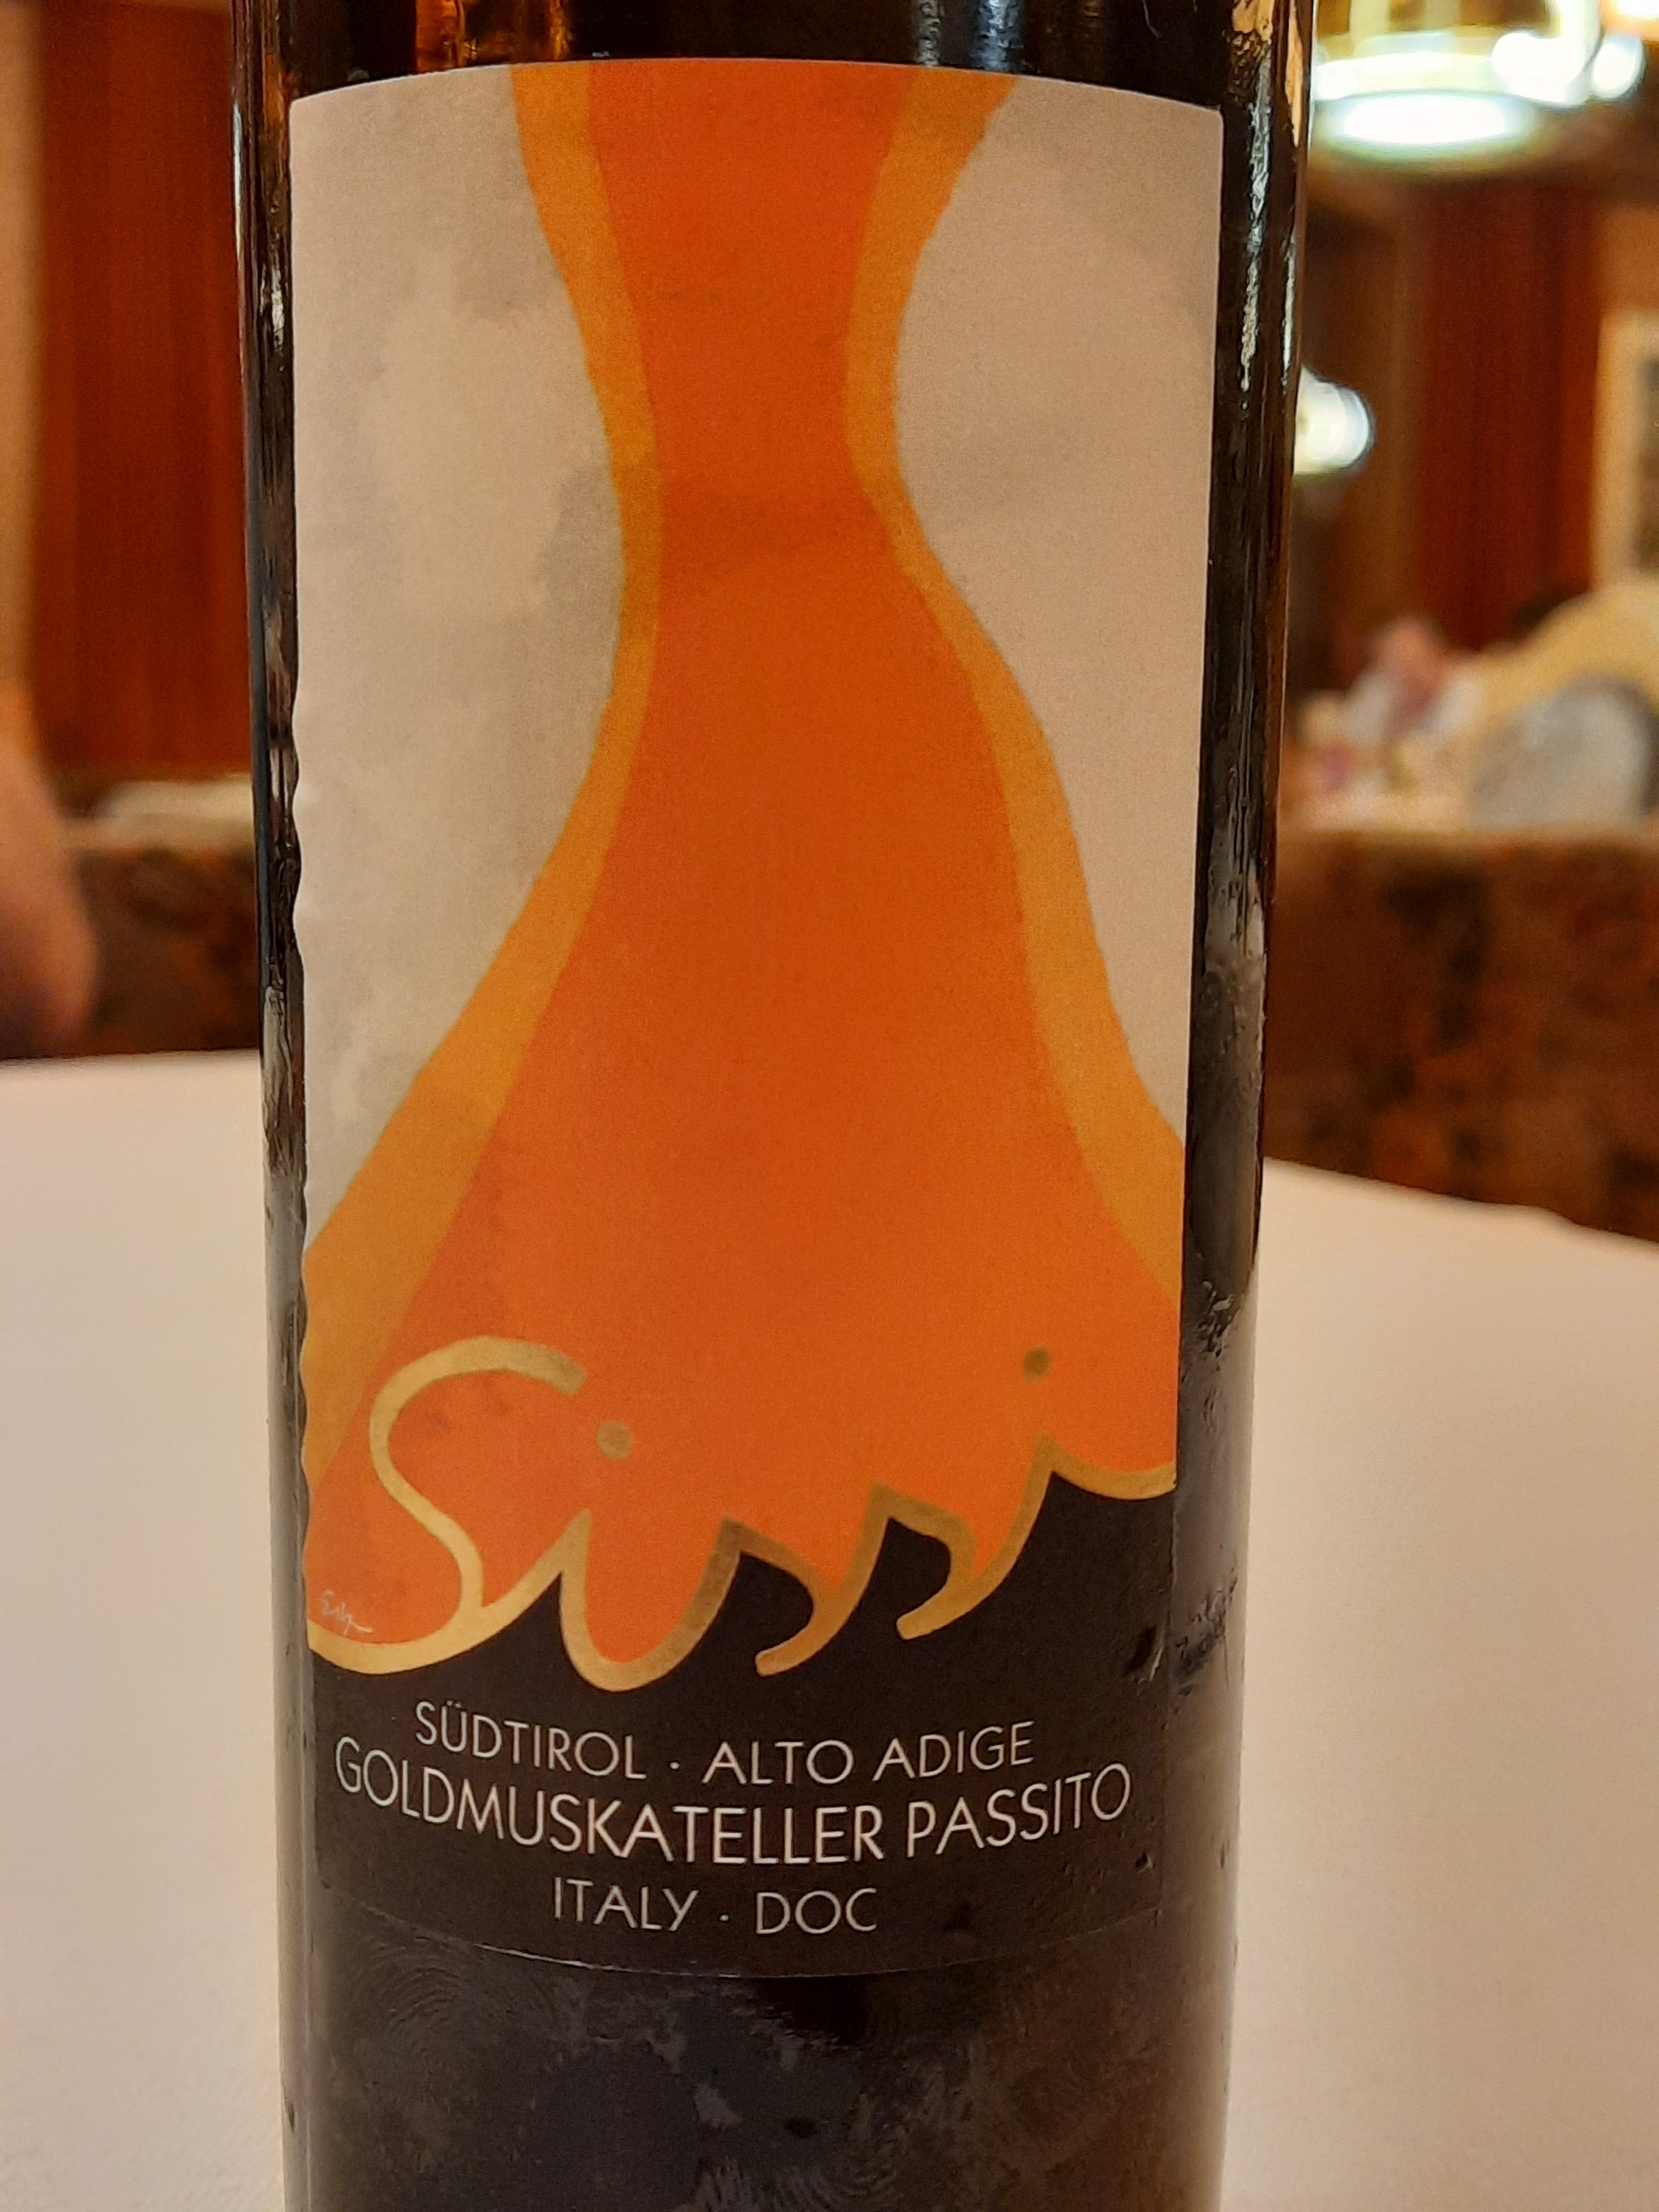 Sissi
SÜDTIROL · ALTO ADIGE
GOLDMUSKATELLER PASSITO
ITALY · DOC